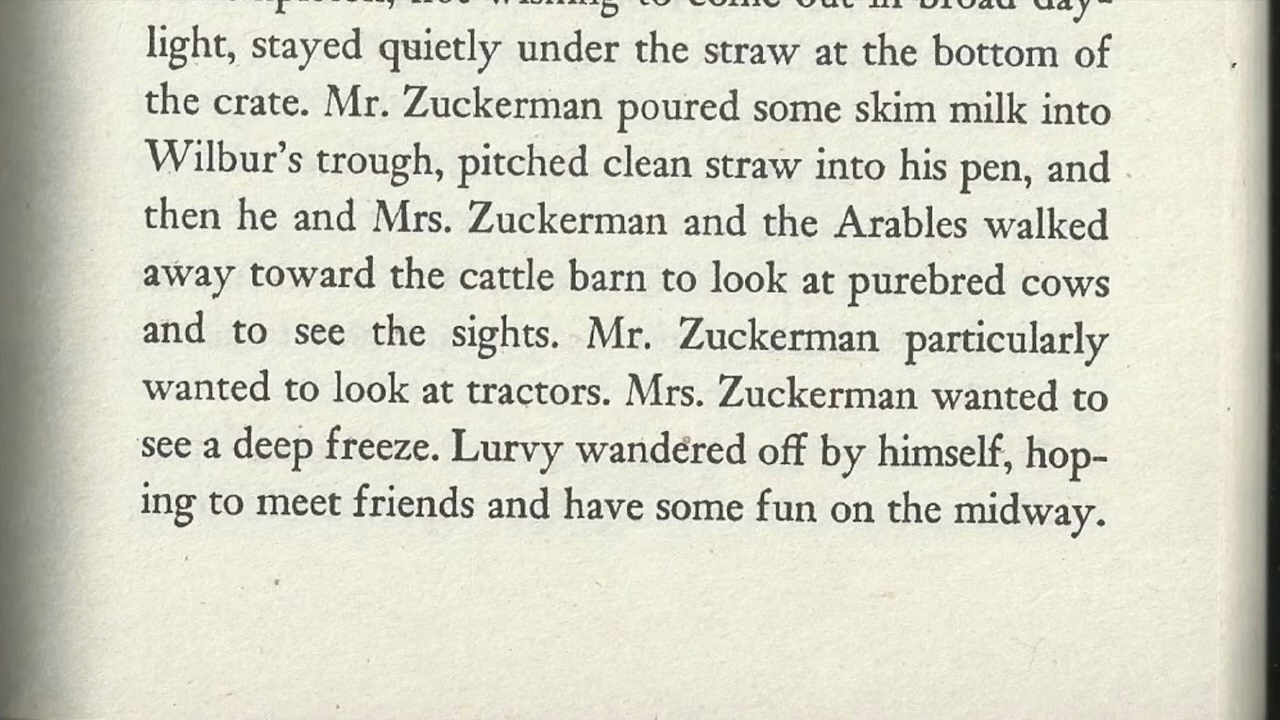 light, stayed quietly under the straw at the bottom of
the crate. Mr. Zuckerman poured some skim milk into
Wilbur's trough, pitched clean straw into his pen, and
then he and Mrs. Zuckerman and the Arables walked
away toward the cattle barn to look at purebred cows
and to see the sights. Mr. Zuckerman particularly
wanted to look at tractors. Mrs. Zuckerman wanted to
see a deep freeze. Lurvy wandered off by himself, hop-
ing to meet friends and have some fun on the midway.